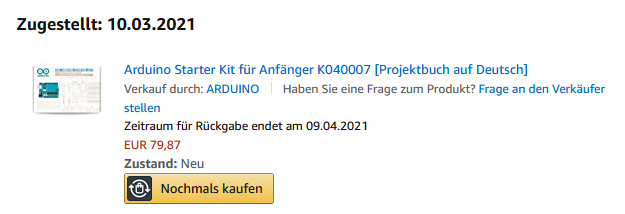 Zugestellt: 10.03.2021
Arduino Starter Kit für Anfänger K040007 [Projektbuch auf Deutsch]
Verkauf durch: ARDUINO Haben Sie eine Frage zum Produkt? Frage an den Verkäufer
stellen
Zeitraum für Rückgabe endet am 09.04.2021
EUR 79,87
Zustand: Neu
Nochmals kaufen